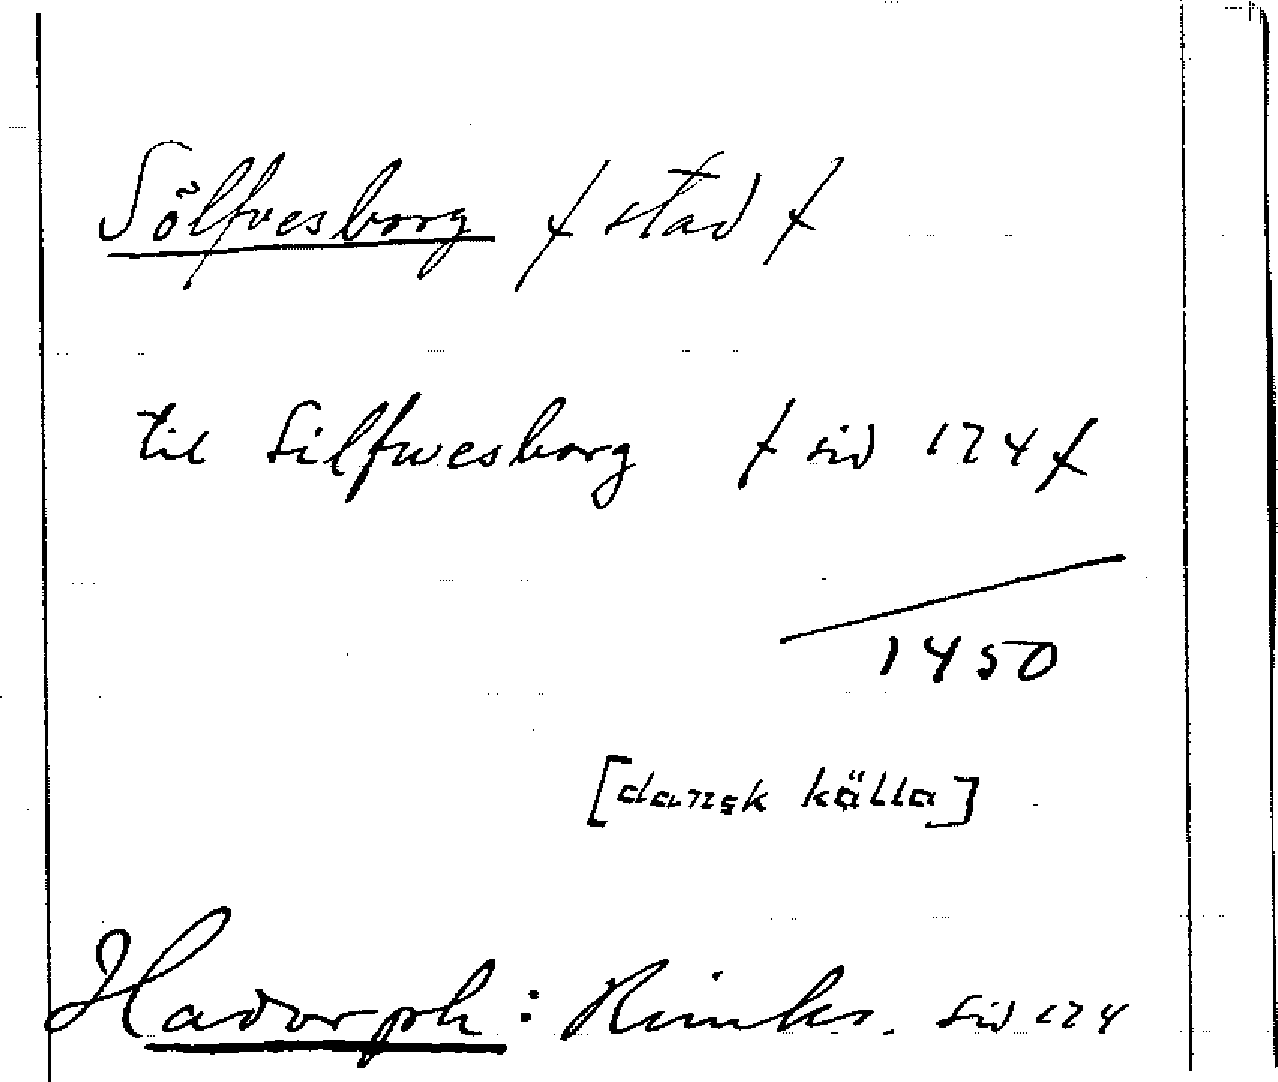 Sölfvesborg / stad /
til Silfwesborg / sid 124 /
1450
[dansk källa]
Hadorph: Rimkr. sid 124